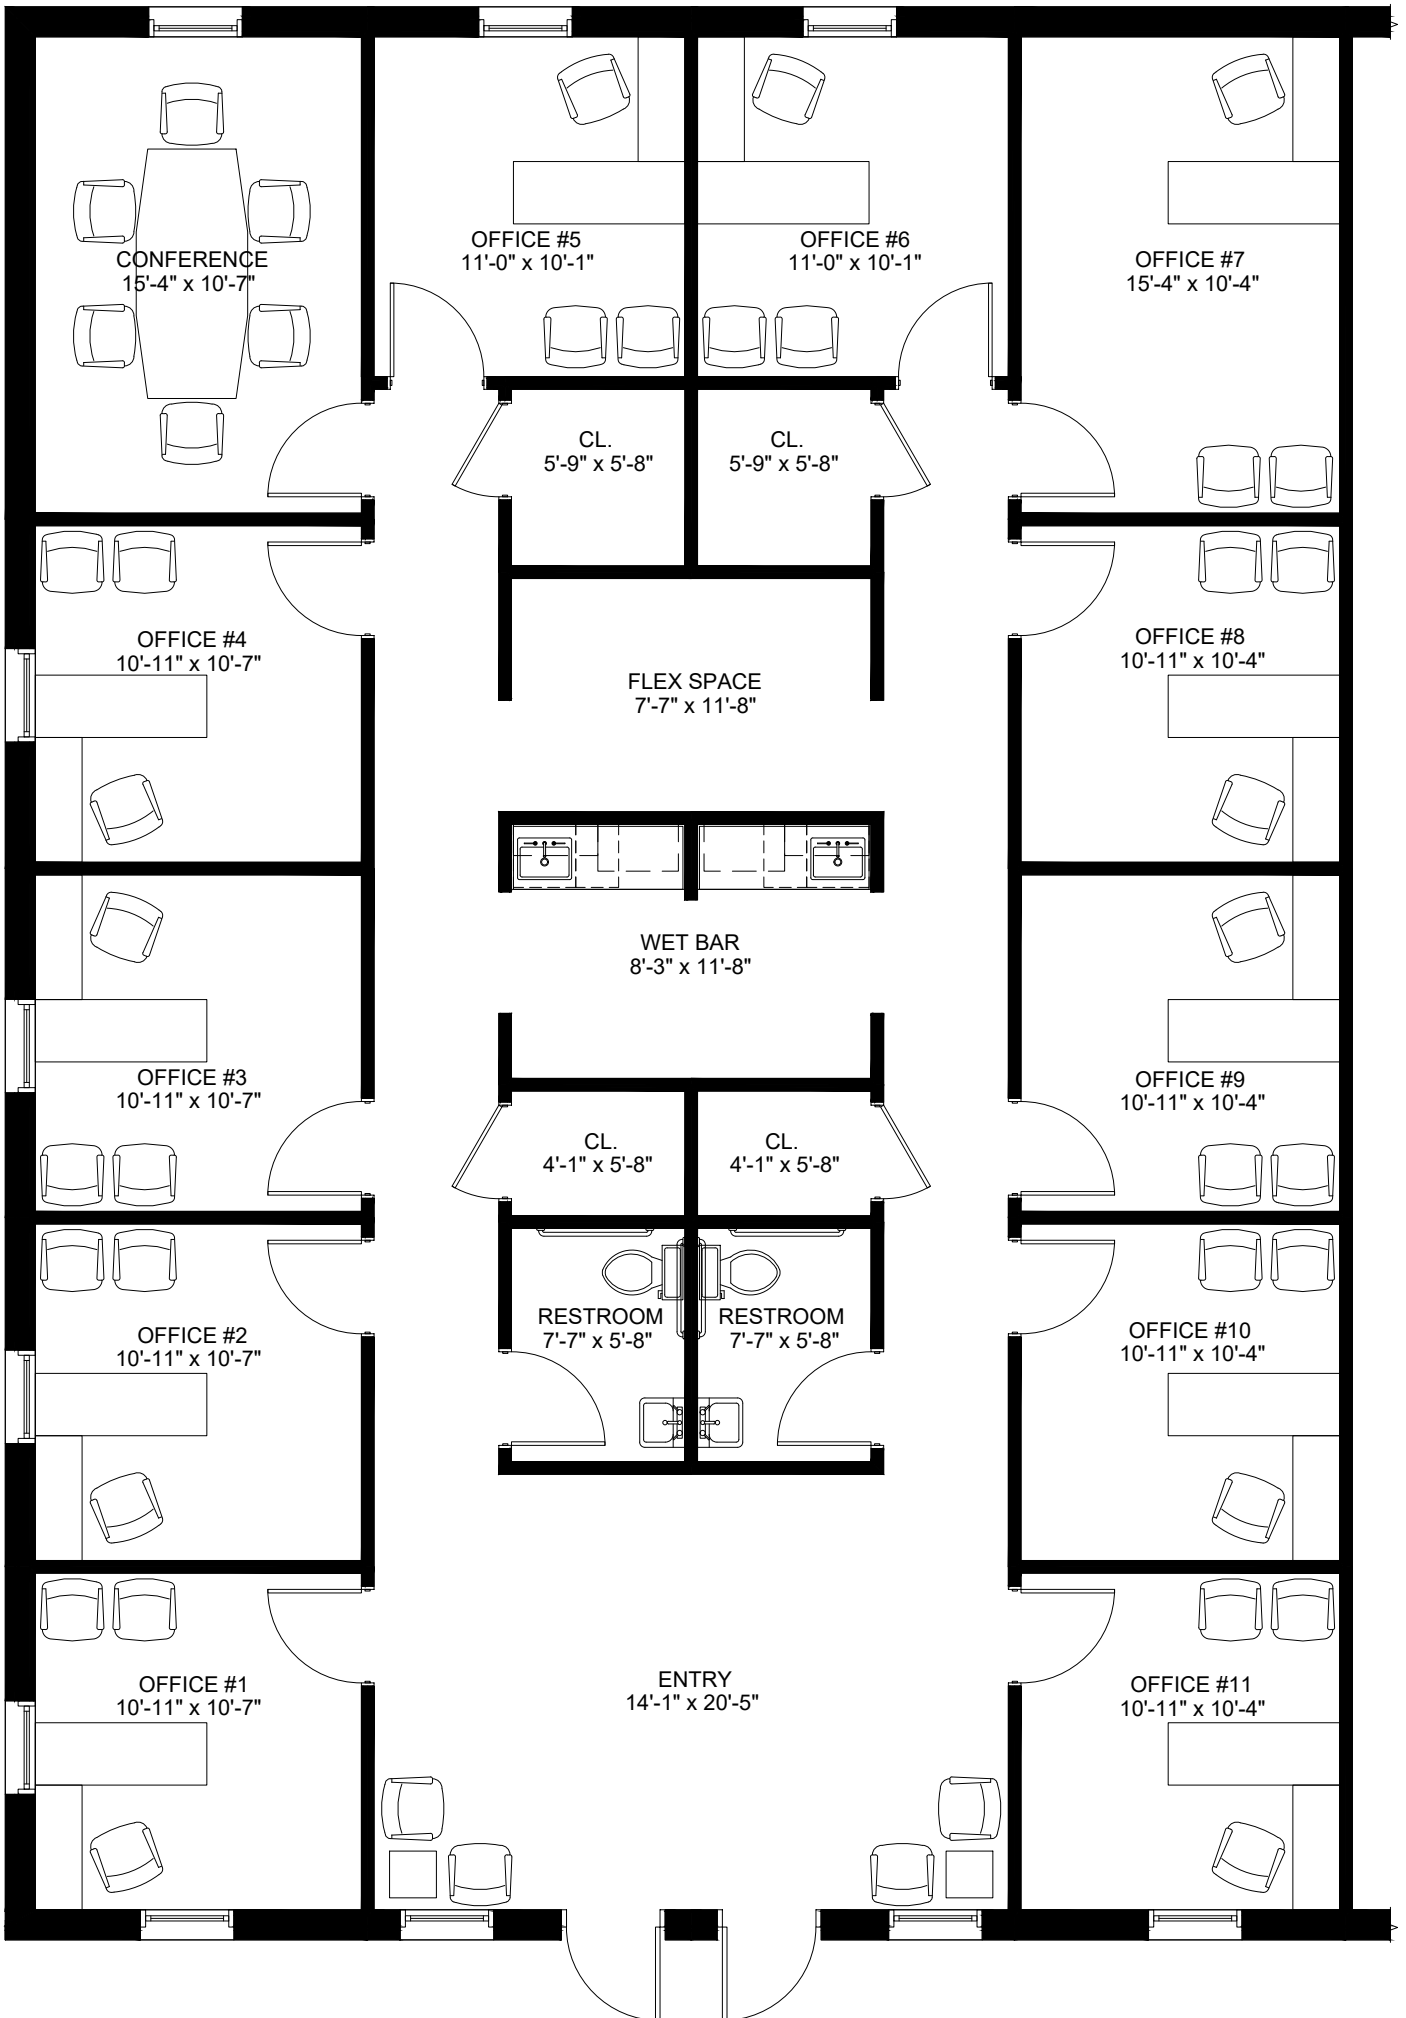 OFFICE #5
11'-0" x 10'-1"
OFFICE #6
11'-0" x 10'-1"
CONFERENCE
15'-4" x 10'-7"
OFFICE #7
15'-4" x 10'-4"
CL.
5'-9" x 5'-8"
CL.
5'-9" x 5'-8"
OFFICE #4
10'-11" x 10'-7"
OFFICE #8
10'-11" x 10'-4"
FLEX SPACE
7'-7" x 11'-8"
WET BAR
8'-3" x 11'-8"
OFFICE #3
10'-11" x 10'-7"
OFFICE #9
10'-11" x 10'-4"
CL.
4'-1" x 5'-8"
CL.
4'-1" x 5'-8"
RESTROOM
7'-7" x 5'-8"
RESTROOM
7'-7" x 5'-8"
OFFICE #2
10'-11" x 10'-7"
OFFICE #10
10'-11" x 10'-4"
ENTRY
14'-1" x 20'-5"
OFFICE #1
10'-11" x 10'-7"
OFFICE #11
10'-11" x 10'-4"